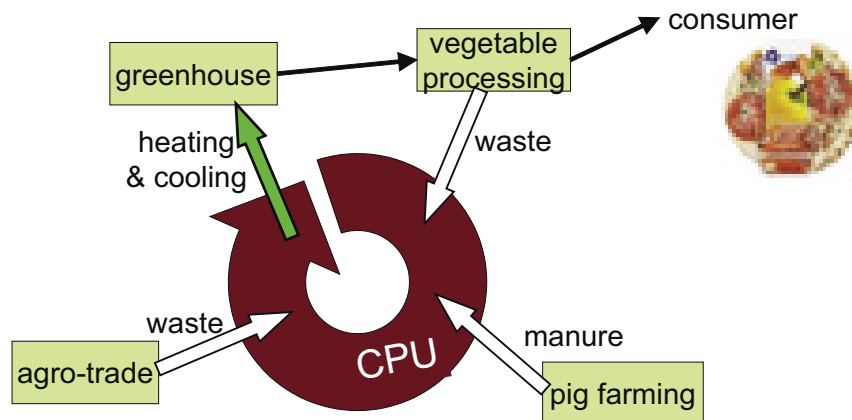 consumer
vegetable
processing
greenhouse
heating
& cooling
waste
waste
manure
CPU
agro-trade
pig farming